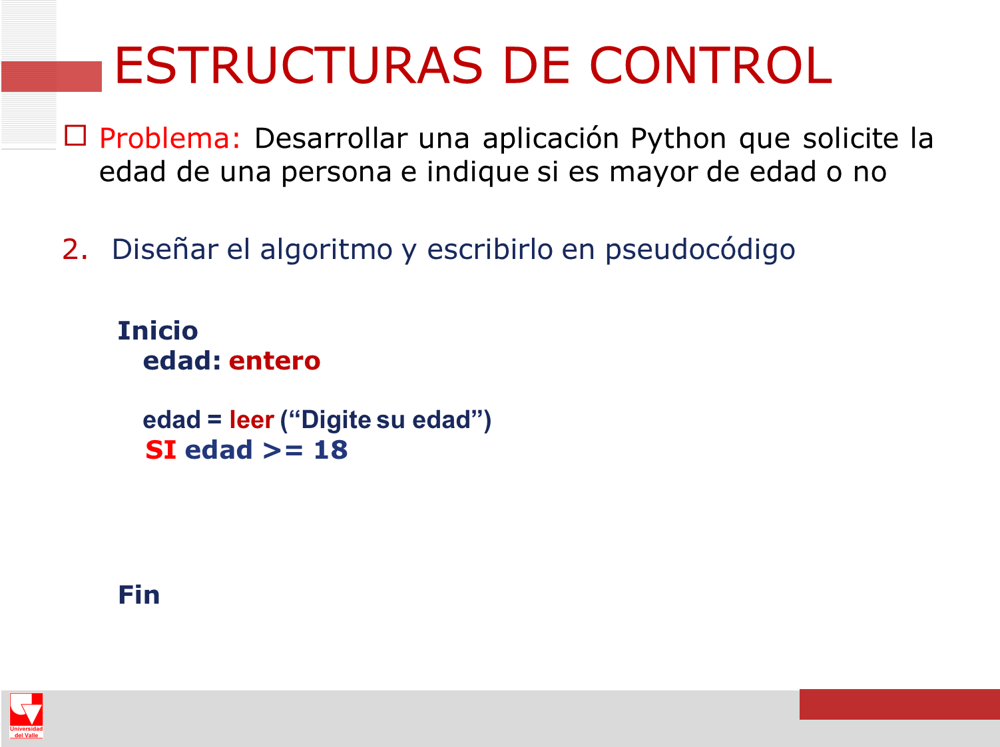 ESTRUCTURAS DE CONTROL
Problema: Desarrollar una aplicación Python que solicite la
edad de una persona e indique si es mayor de edad o no
2. Diseñar el algoritmo y escribirlo en pseudocódigo
Inicio
edad: entero
edad = leer (“Digite su edad”)
SI edad >= 18
Fin
Universidad
del Valle